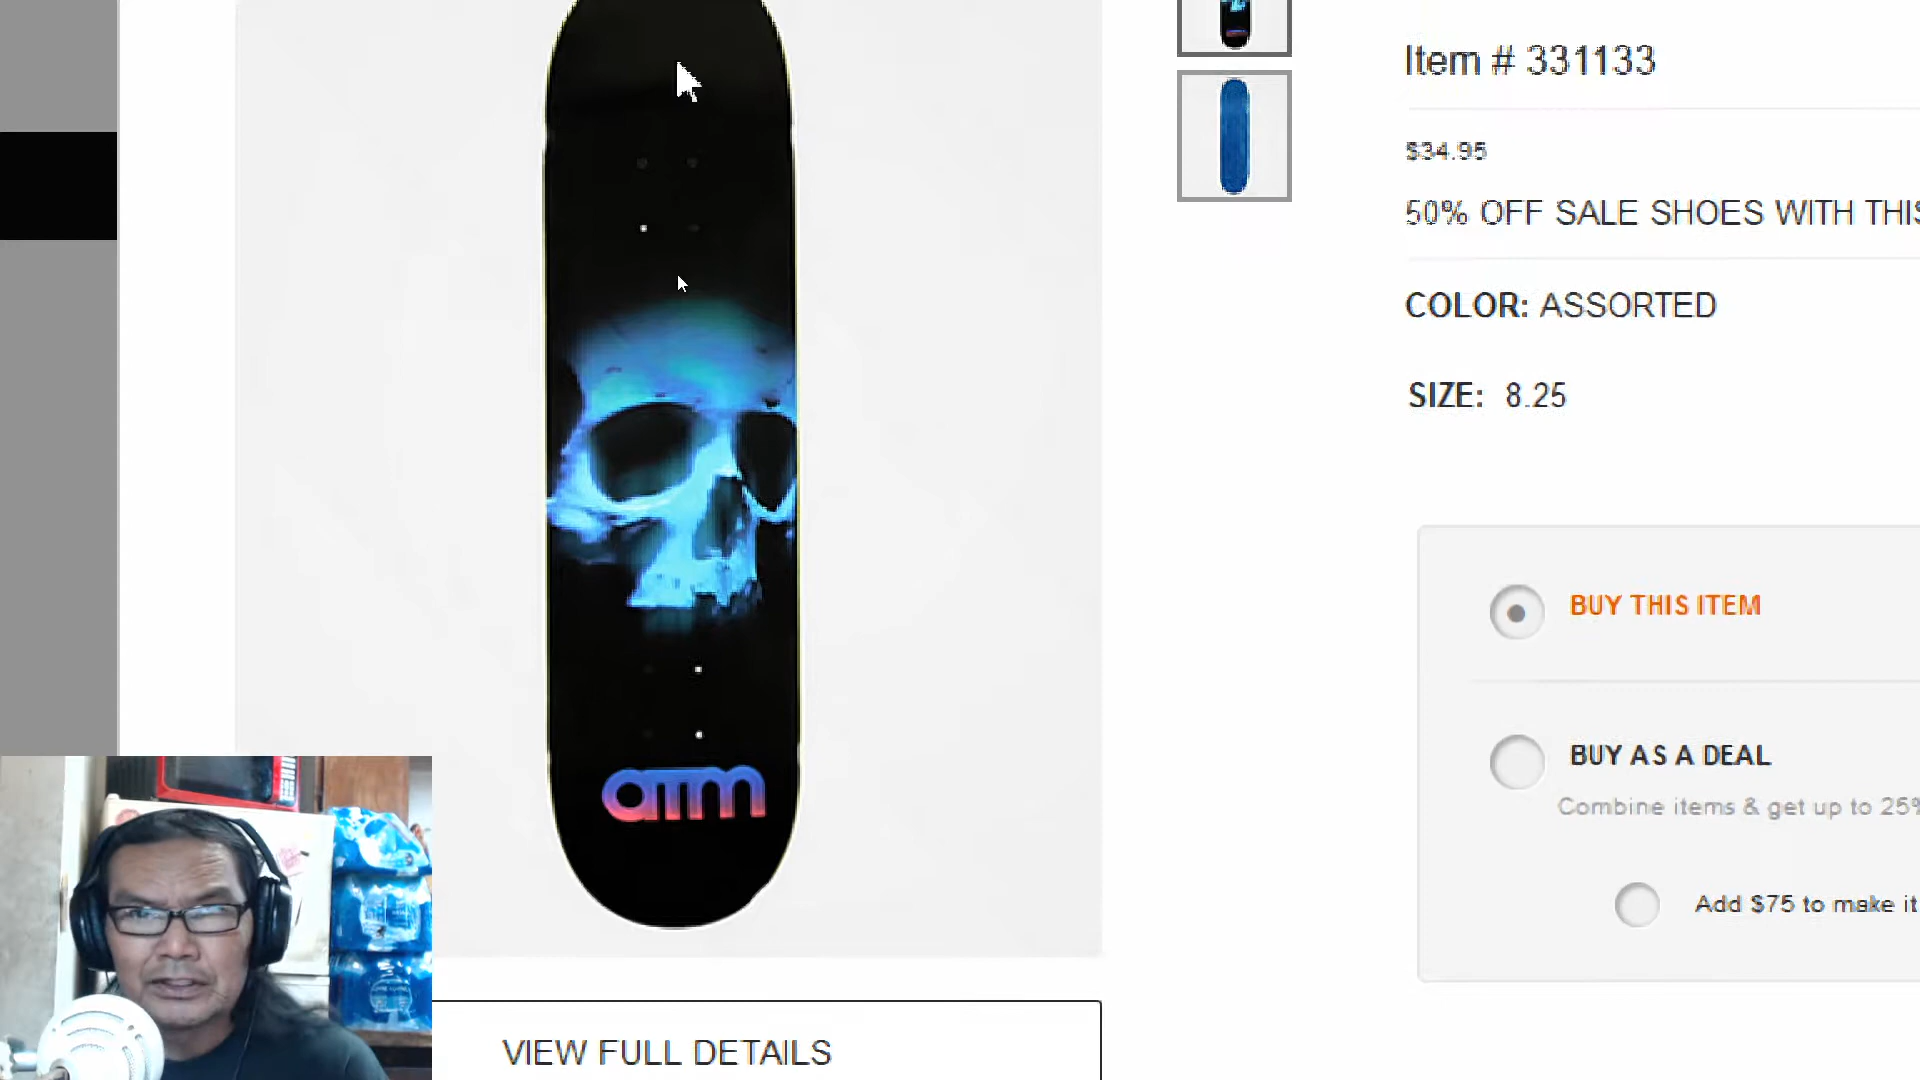 Item # 331133
$34.95
50% OFF SALE SHOES WITH THIS
COLOR: ASSORTED
SIZE: 8.25
BUY THIS ITEM
BUY AS A DEAL
Combine items & get up to 25%
Add $75 to make it
atm
VIEW FULL DETAILS